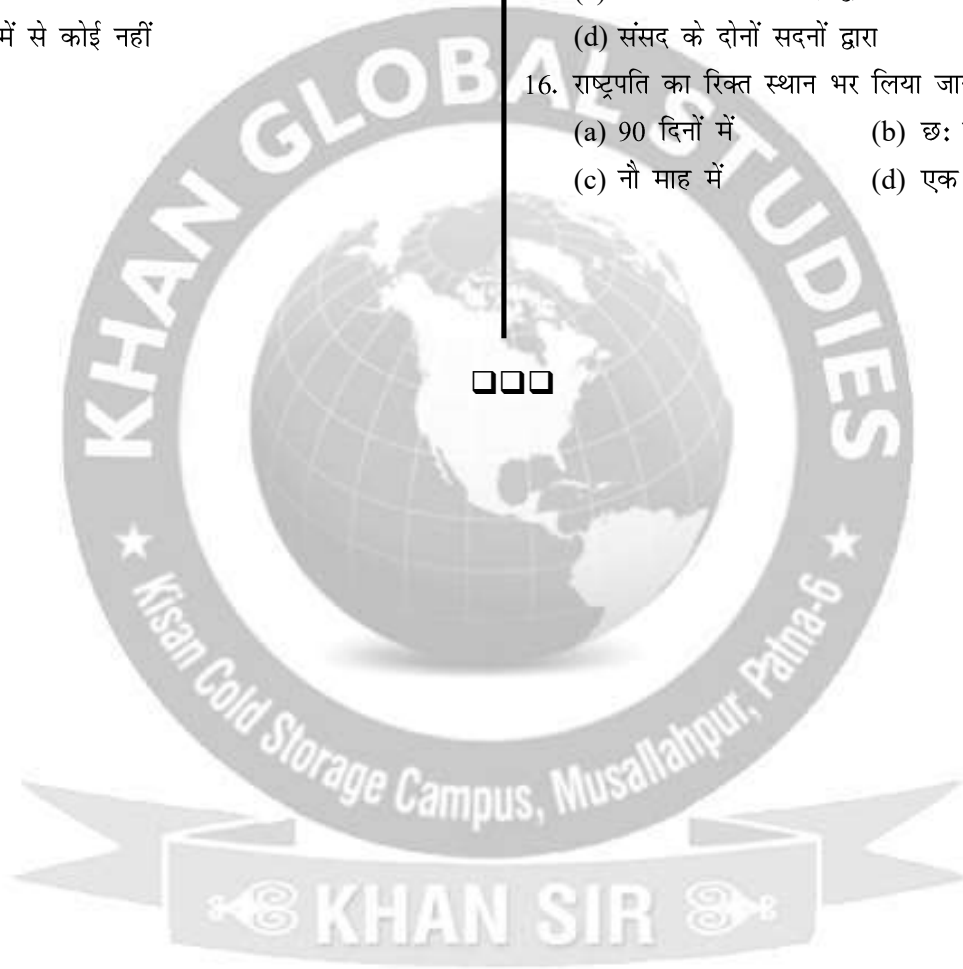 में से कोई नहीं
(d) संसद के दोनों सदनों द्वारा
16. राष्ट्रपति का रिक्त स्थान भर लिया
(a) 90 दिनों में (b) छ:
(c) नौ माह में (d) एक
❑❑❑
KHAN GLOBAL STUDIES
Kisan Cold Storage Campus, Musallahpur, Patna-6
KHAN SIR